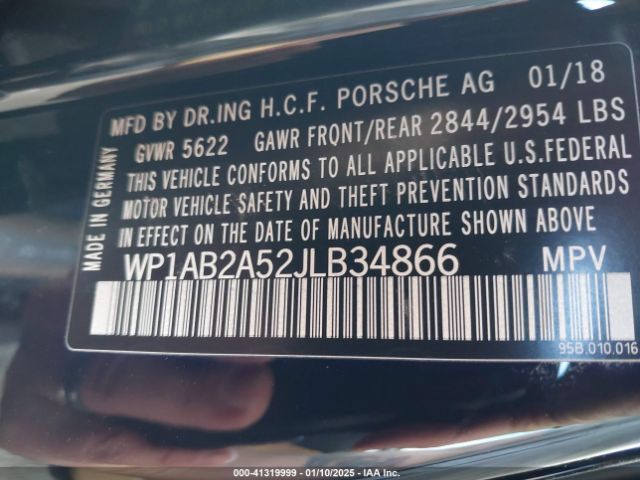 MFD BY DR.ING H.C.F. PORSCHE AG 01/18
GVWR 5622 GAWR FRONT/REAR 2844/2954 LBS
THIS VEHICLE CONFORMS TO ALL APPLICABLE U.S.FEDERAL
MOTOR VEHICLE SAFETY AND THEFT PREVENTION STANDARDS
IN EFFECT ON THE DATE OF MANUFACTURE SHOWN ABOVE
WP1AB2A52JLB34866 MPV
MADE IN GERMANY
95B.010.016
000-41319999 — 01/10/2025 - IAA Inc.